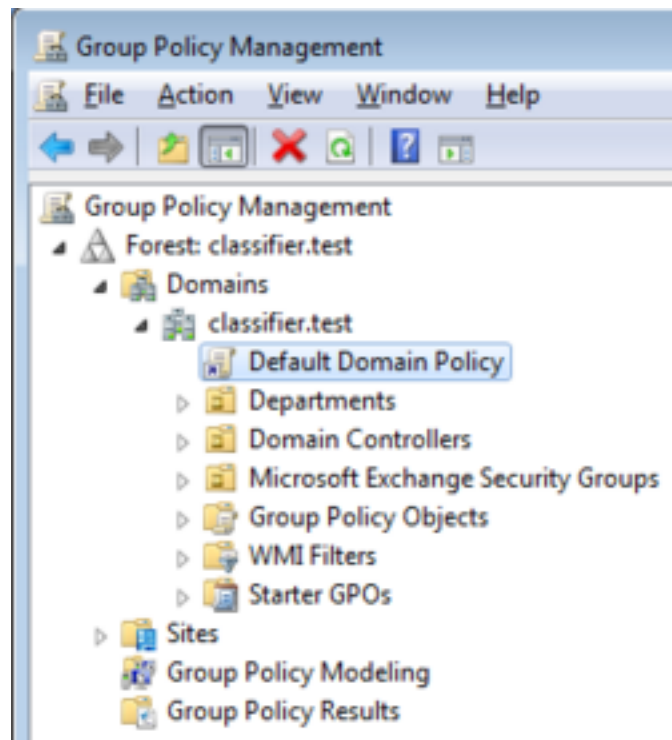 Group Policy Management
File Action View Window Help
Group Policy Management
Forest: classifier.test
Domains
classifier.test
Default Domain Policy
Departments
Domain Controllers
Microsoft Exchange Security Groups
Group Policy Objects
WMI Filters
Starter GPOs
Sites
Group Policy Modeling
Group Policy Results